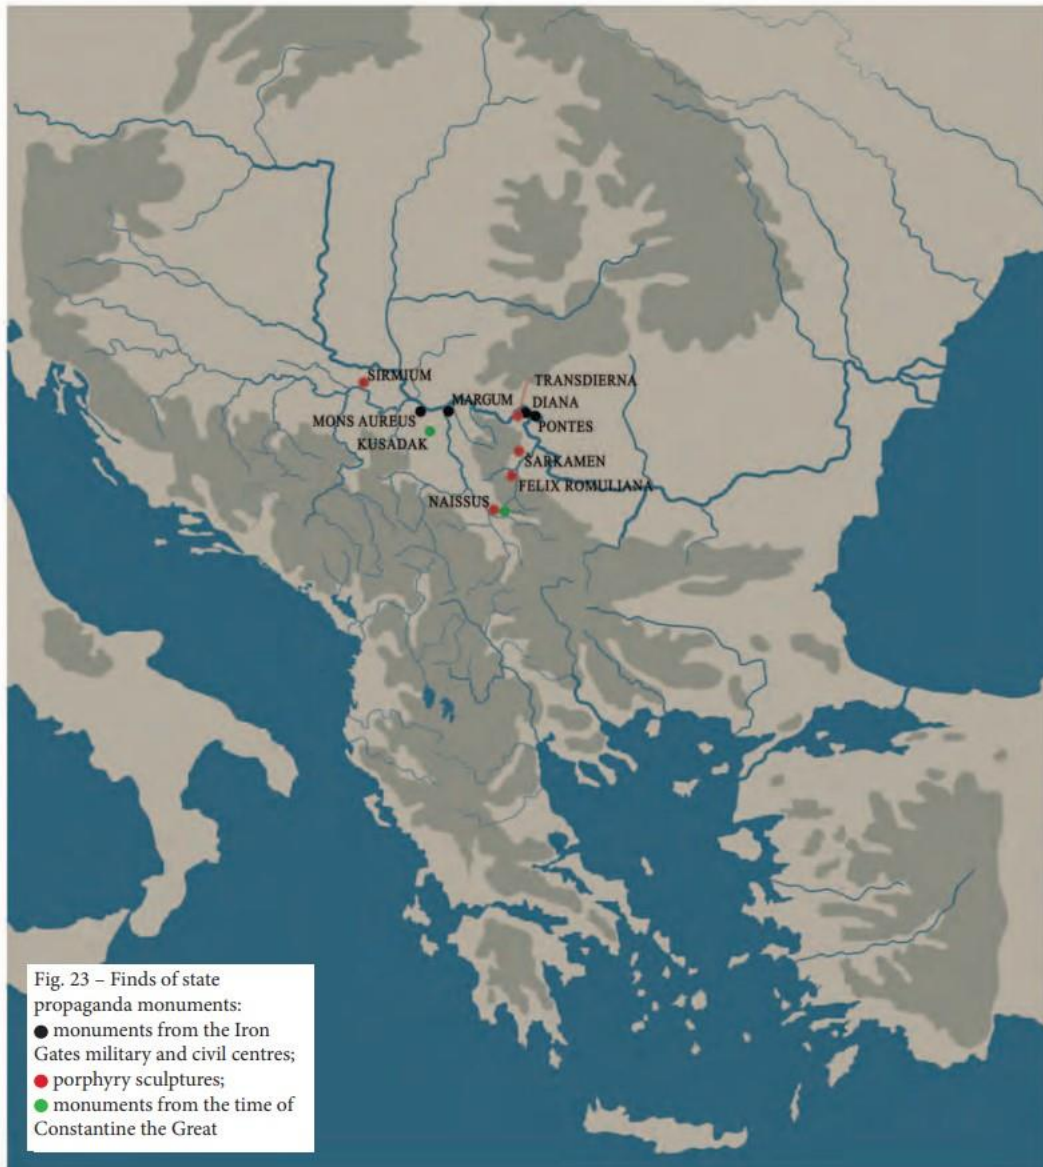 SIRMIUM
TRANSDIERNA
MARGUM
DIANA
MONS AUREUS
PONTES
KUSADAK
ŠARKAMEN
FELIX ROMULIANA
NAISSUS
Fig. 23 – Finds of state
propaganda monuments:
monuments from the Iron
Gates military and civil centres;
porphyry sculptures;
monuments from the time of
Constantine the Great